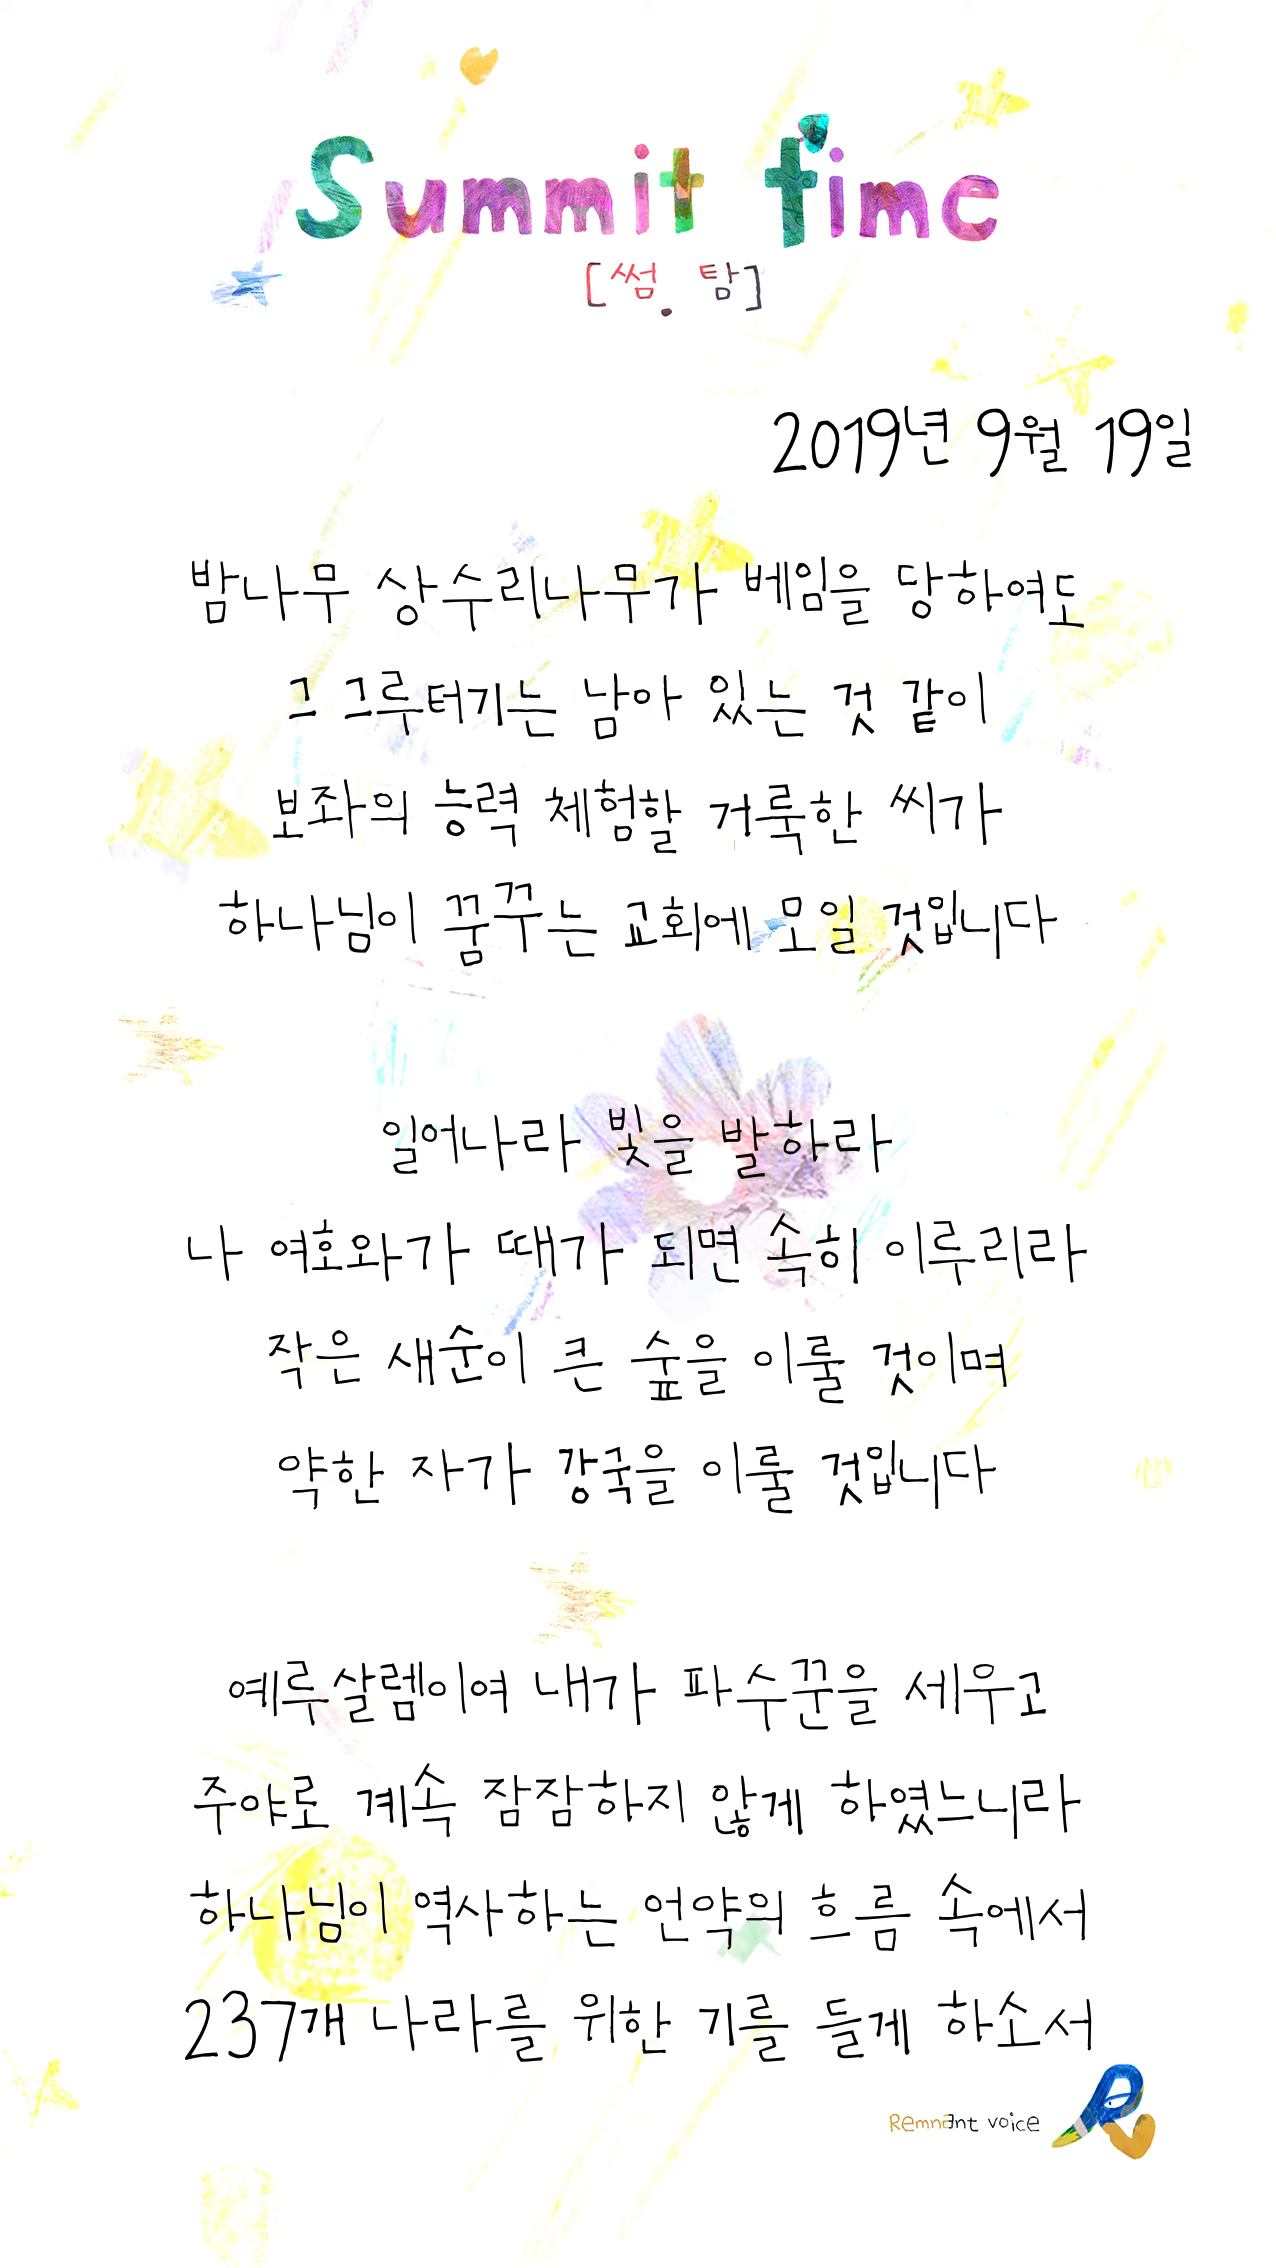 Summit time
[썸. 탐]
2019년 9월 19일
밤나무 상수리나무가 베임을 당하여도
그 그루터기는 남아 있는 것 같이
보좌의 능력 체험할 거룩한 씨가
하나님이 꿈꾸는 교회에 모일 것입니다
일어나라 빛을 발하라
나 여호와가 때가 되면 속히 이루리라
작은 새순이 큰 숲을 이룰 것이며
약한 자가 강국을 이룰 것입니다
예루살렘이여 내가 파수꾼을 세우고
주야로 계속 잠잠하지 않게 하였느니라
하나님이 역사하는 언약의 흐름 속에서
237개 나라를 위한 기를 들게 하소서
Remnant voice